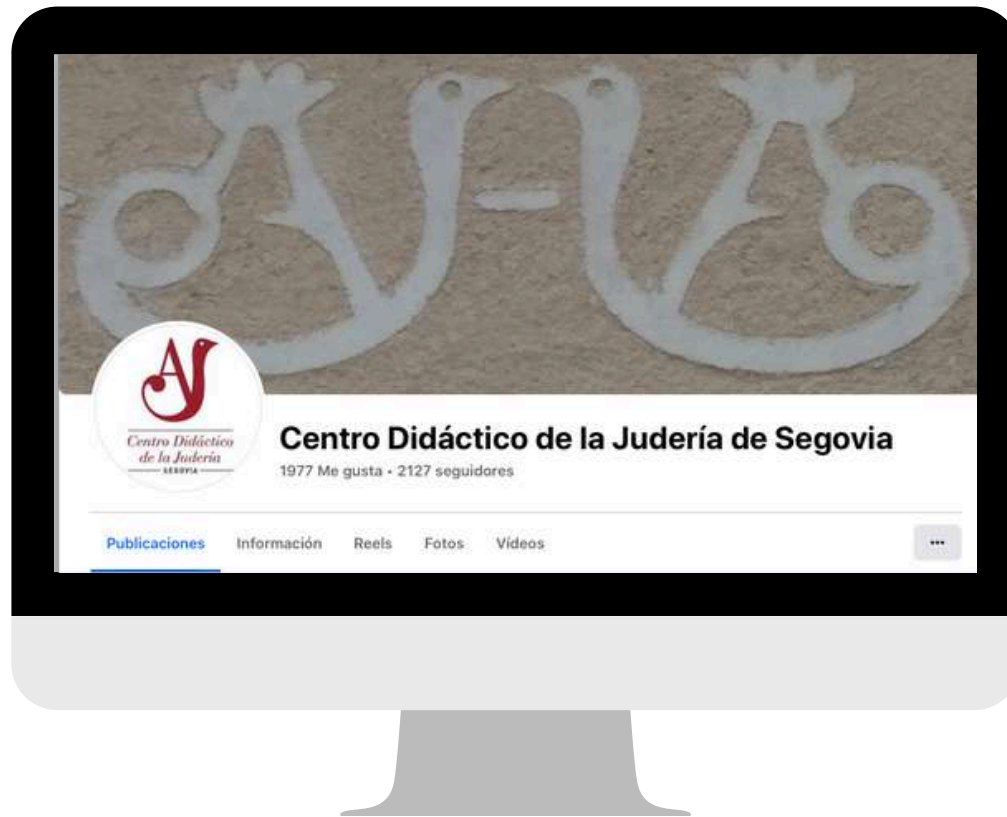 Centro Didáctico
de la Judería
SEGOVIA
Centro Didáctico de la Judería de Segovia
1977 Me gusta • 2127 seguidores
Publicaciones Información Reels Fotos Vídeos